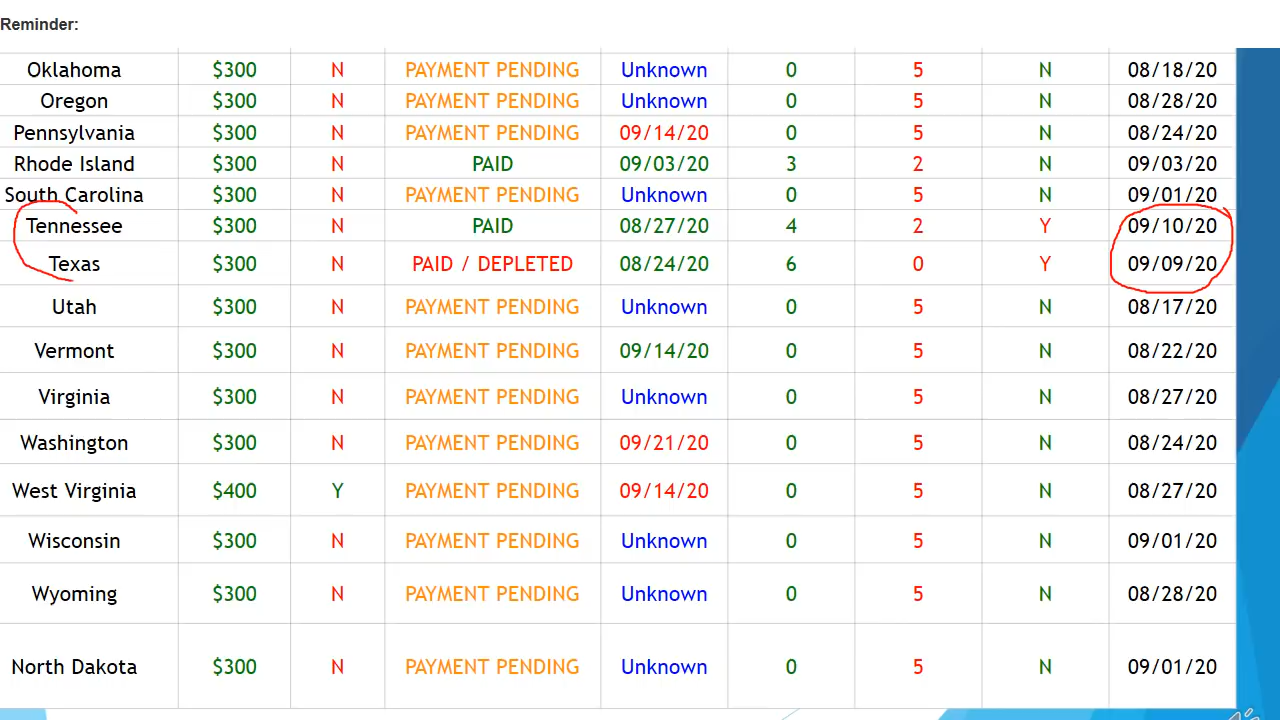 Reminder:
Oklahoma $300 N PAYMENT PENDING Unknown 0 5 N 08/18/20
Oregon $300 N PAYMENT PENDING Unknown 0 5 N 08/28/20
Pennsylvania $300 N PAYMENT PENDING 09/14/20 0 5 N 08/24/20
Rhode Island $300 N PAID 09/03/20 3 2 N 09/03/20
South Carolina $300 N PAYMENT PENDING Unknown 0 5 N 09/01/20
Tennessee $300 N PAID 08/27/20 4 2 Y 09/10/20
Texas $300 N PAID / DEPLETED 08/24/20 6 0 Y 09/09/20
Utah $300 N PAYMENT PENDING Unknown 0 5 N 08/17/20
Vermont $300 N PAYMENT PENDING 09/14/20 0 5 N 08/22/20
Virginia $300 N PAYMENT PENDING Unknown 0 5 N 08/27/20
Washington $300 N PAYMENT PENDING 09/21/20 0 5 N 08/24/20
West Virginia $400 Y PAYMENT PENDING 09/14/20 0 5 N 08/27/20
Wisconsin $300 N PAYMENT PENDING Unknown 0 5 N 09/01/20
Wyoming $300 N PAYMENT PENDING Unknown 0 5 N 08/28/20
North Dakota $300 N PAYMENT PENDING Unknown 0 5 N 09/01/20